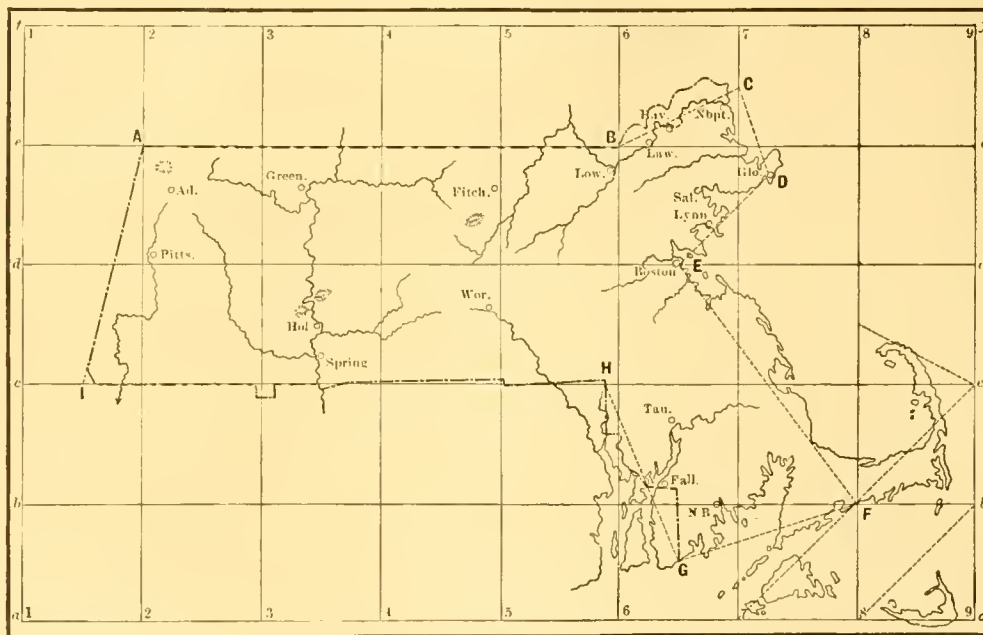 f 1 2 3 4 5 6 7 8 9
C
Hav. Nbpt.
A B
e
Law.
Green. Low. Glo. D
Ad. Fitch. Sal.
Lynn
Pitts.
d Boston E
Wor.
Hol
Spring
c H
Tau.
Fall.
b N B F
G
I
a 1 2 3 4 5 6 7 8 9